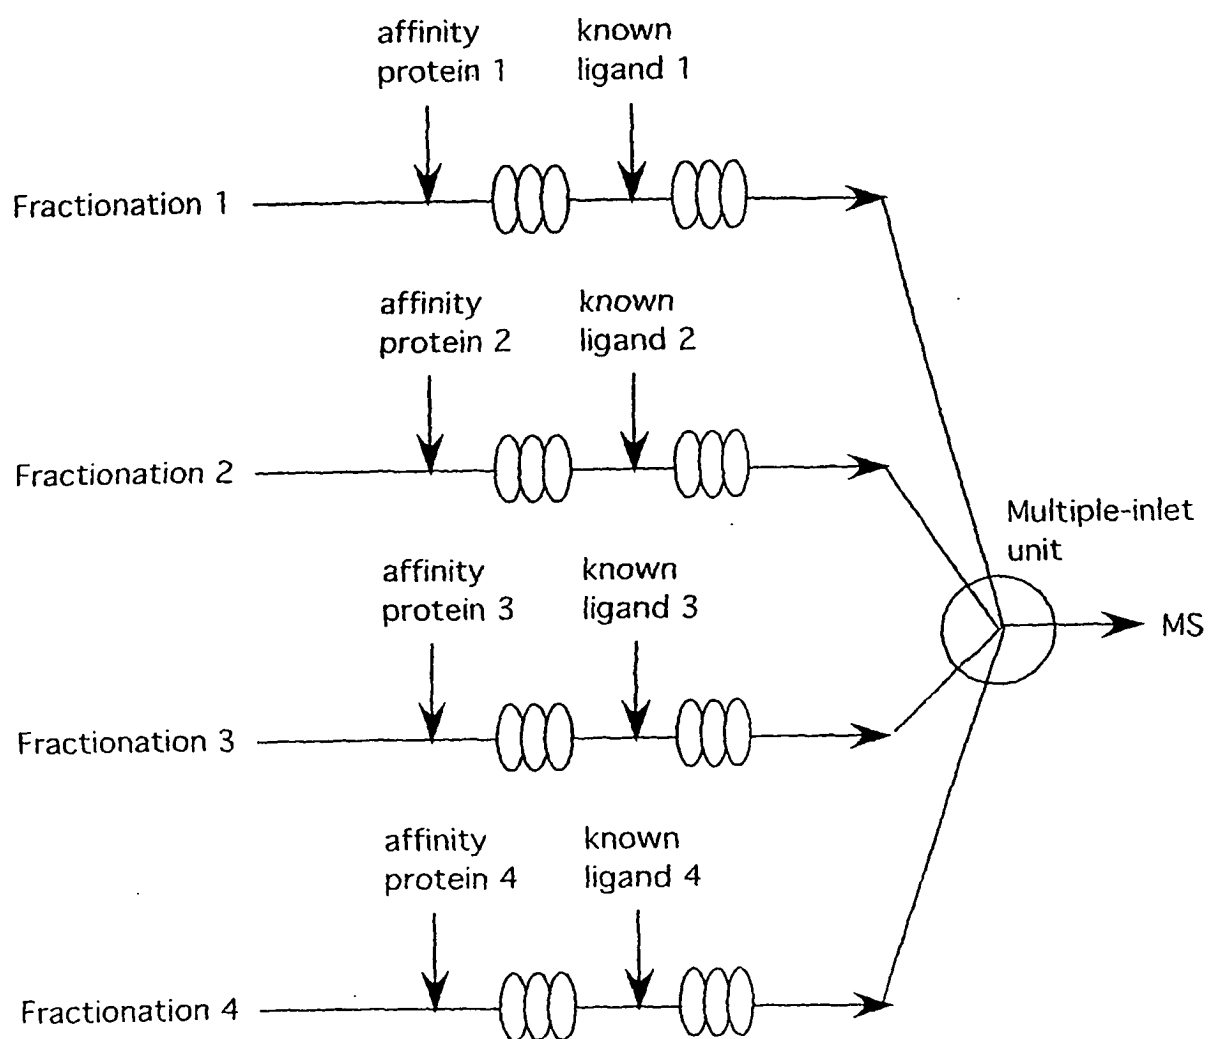 affinity
protein 1
known
ligand 1
Fractionation 1
affinity
protein 2
known
ligand 2
Fractionation 2
Multiple-inlet
unit
affinity
protein 3
known
ligand 3
MS
Fractionation 3
affinity
protein 4
known
ligand 4
Fractionation 4